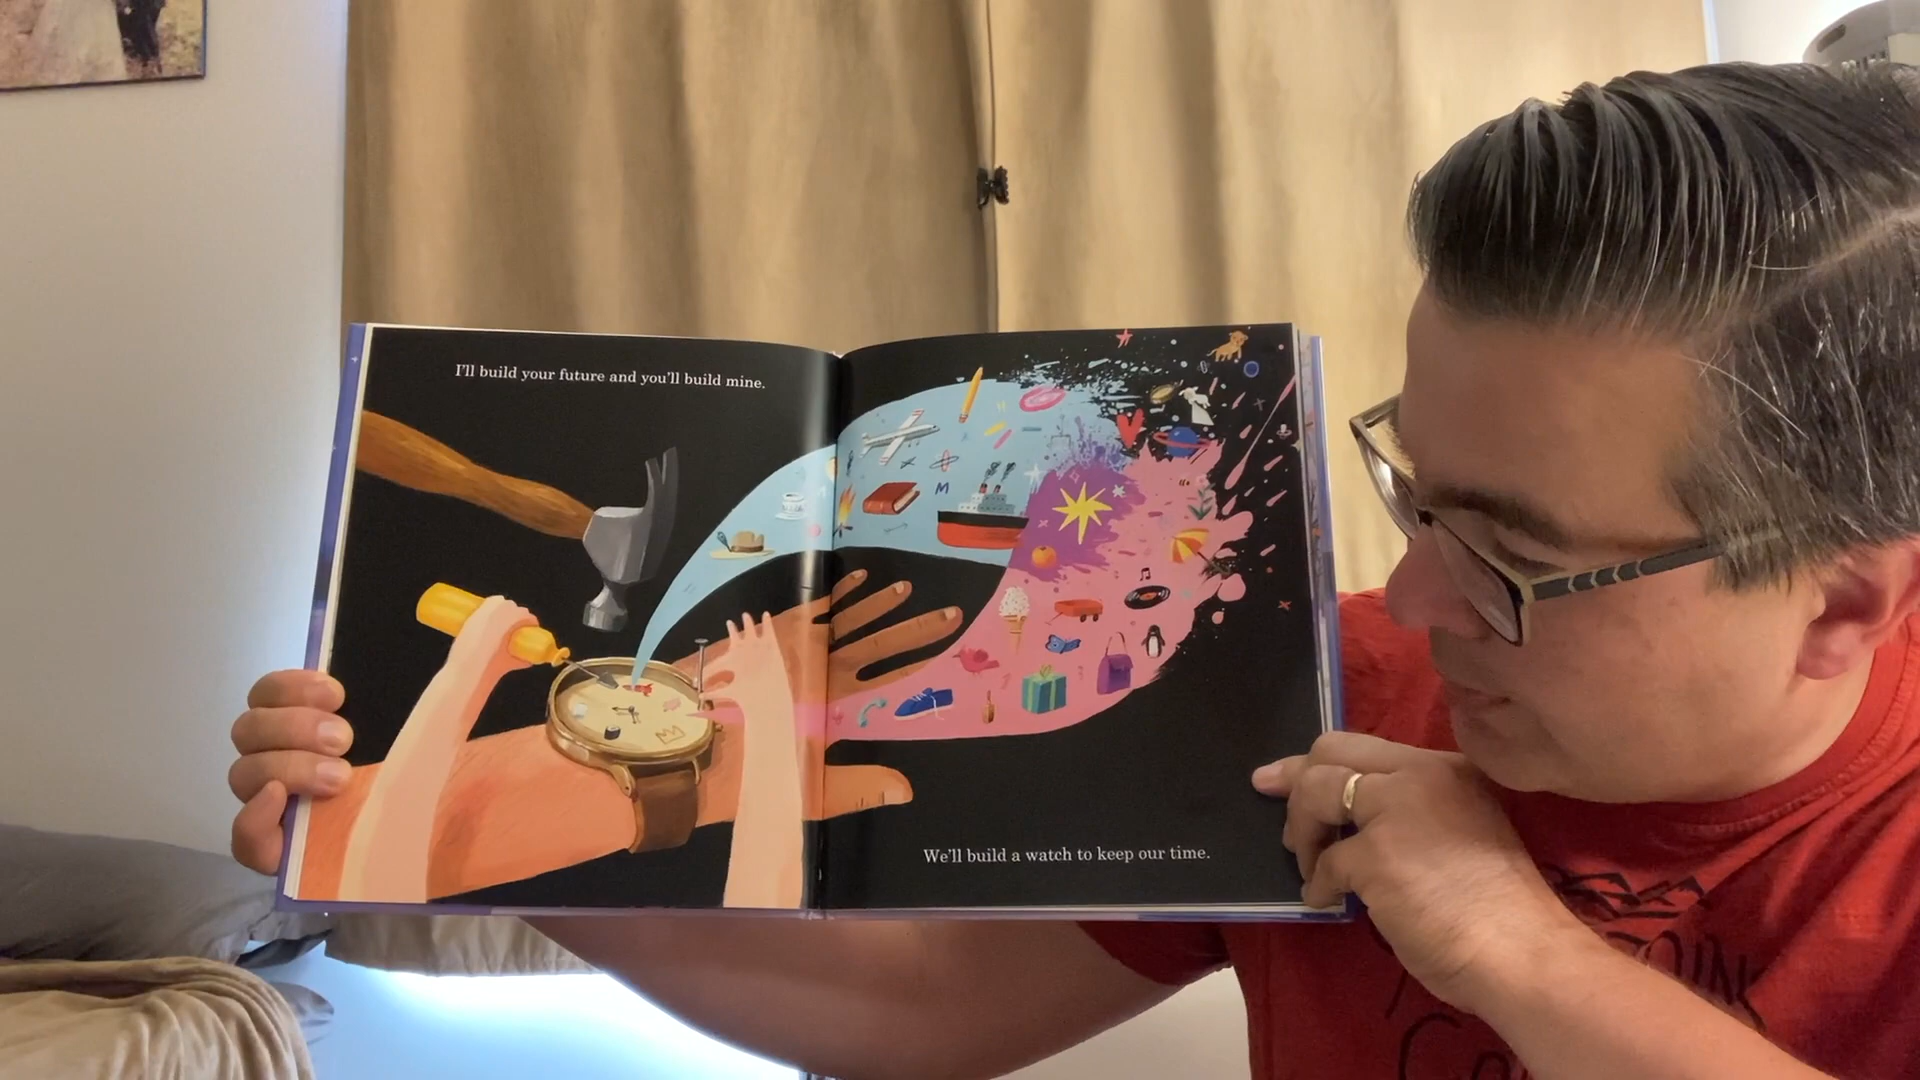 I'll build your future and you'll build mine.
We'll build a watch to keep our time.